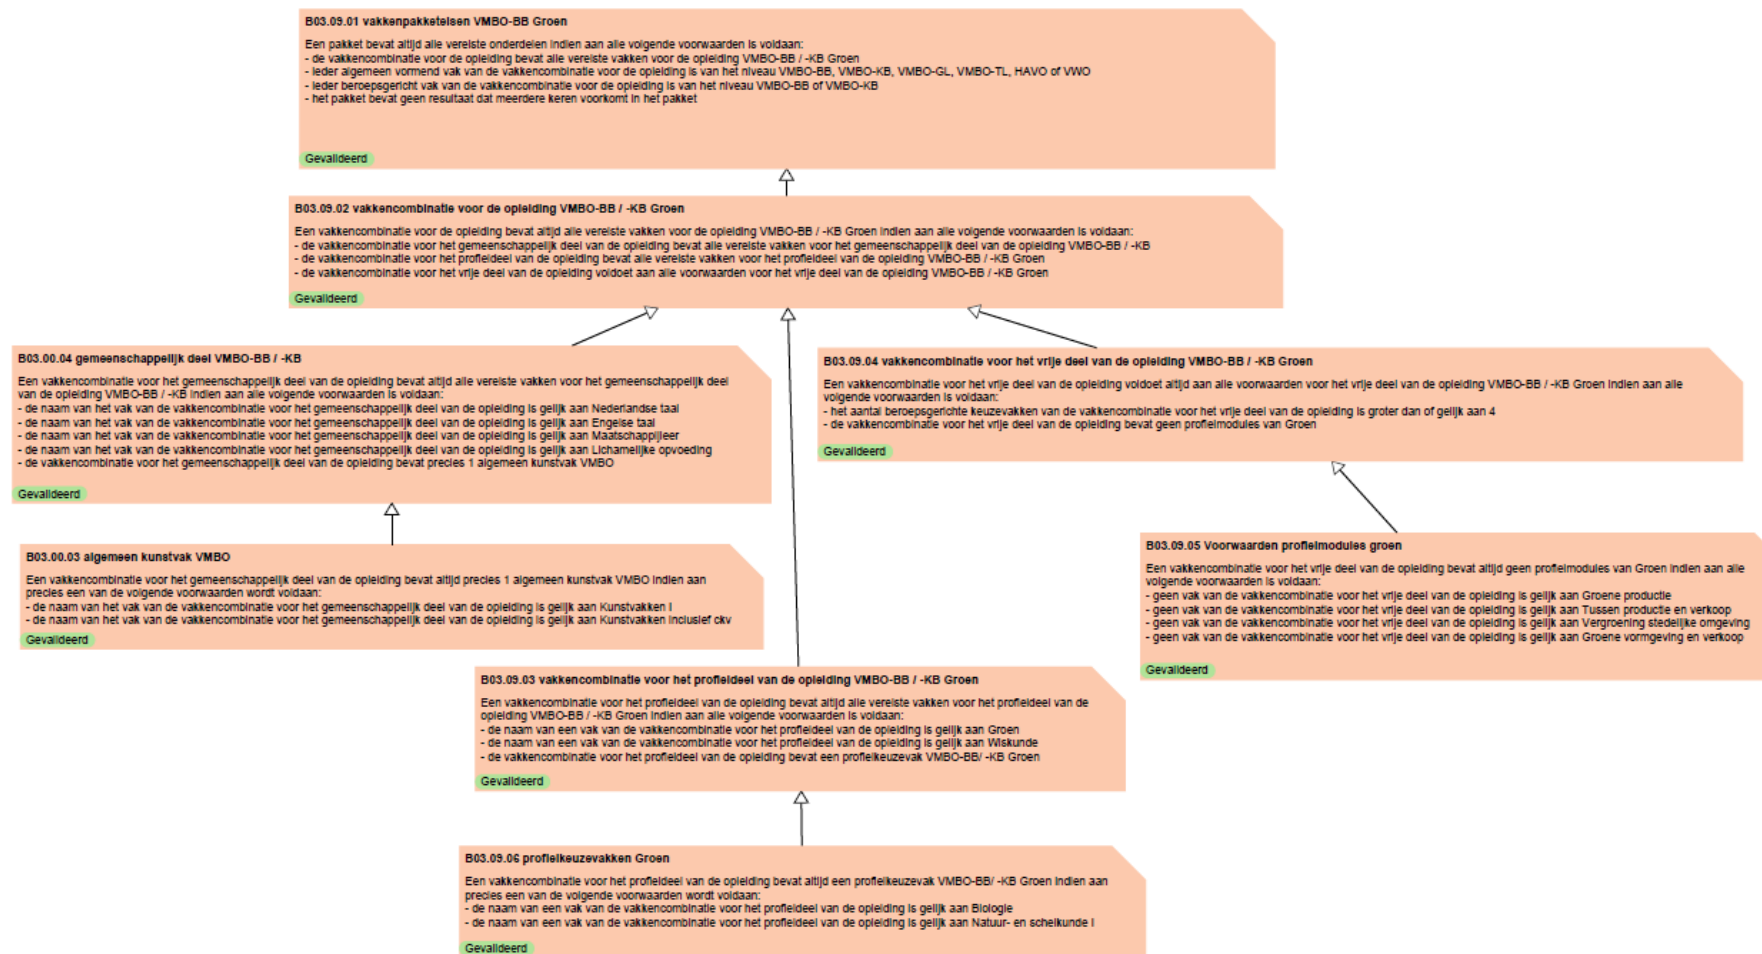 B03.09.01 vakkenpakketeisen VMBO-BB Groen
Een pakket bevat altijd alle vereiste onderdelen indien aan alle volgende voorwaarden is voldaan:
- de vakkencombinatie voor de opleiding bevat alle vereiste vakken voor de opleiding VMBO-BB / -KB Groen
- ieder algemeen vormend vak van de vakkencombinatie voor de opleiding is van het niveau VMBO-BB, VMBO-KB, VMBO-GL, VMBO-TL, HAVO of VWO
- ieder beroepsgericht vak van de vakkencombinatie voor de opleiding is van het niveau VMBO-BB of VMBO-KB
- het pakket bevat geen resultaat dat meerdere keren voorkomt in het pakket
Gevalideerd
B03.09.02 vakkencombinatie voor de opleiding VMBO-BB / -KB Groen
Een vakkencombinatie voor de opleiding bevat altijd alle vereiste vakken voor de opleiding VMBO-BB / -KB Groen indien aan alle volgende voorwaarden is voldaan:
- de vakkencombinatie voor het gemeenschappelijk deel van de opleiding bevat alle vereiste vakken voor het gemeenschappelijk deel van de opleiding VMBO-BB / -KB
- de vakkencombinatie voor het profieldeel van de opleiding bevat alle vereiste vakken voor het profieldeel van de opleiding VMBO-BB / -KB Groen
- de vakkencombinatie voor het vrije deel van de opleiding voldoet aan alle voorwaarden voor het vrije deel van de opleiding VMBO-BB / -KB Groen
Gevalideerd
B03.00.04 gemeenschappelijk deel VMBO-BB / -KB
Een vakkencombinatie voor het gemeenschappelijk deel van de opleiding bevat altijd alle vereiste vakken voor het gemeenschappelijk deel
van de opleiding VMBO-BB / -KB indien aan alle volgende voorwaarden is voldaan:
- de naam van het vak van de vakkencombinatie voor het gemeenschappelijk deel van de opleiding is gelijk aan Nederlandse taal
- de naam van het vak van de vakkencombinatie voor het gemeenschappelijk deel van de opleiding is gelijk aan Engelse taal
- de naam van het vak van de vakkencombinatie voor het gemeenschappelijk deel van de opleiding is gelijk aan Maatschappijleer
- de naam van het vak van de vakkencombinatie voor het gemeenschappelijk deel van de opleiding is gelijk aan Lichamelijke opvoeding
- de vakkencombinatie voor het gemeenschappelijk deel van de opleiding bevat precies 1 algemeen kunstvak VMBO
Gevalideerd
B03.09.04 vakkencombinatie voor het vrije deel van de opleiding VMBO-BB / -KB Groen
Een vakkencombinatie voor het vrije deel van de opleiding voldoet altijd aan alle voorwaarden voor het vrije deel van de opleiding VMBO-BB / -KB Groen indien aan alle
volgende voorwaarden is voldaan:
- het aantal beroepsgerichte keuzevakken van de vakkencombinatie voor het vrije deel van de opleiding is groter dan of gelijk aan 4
- de vakkencombinatie voor het vrije deel van de opleiding bevat geen profielmodules van Groen
Gevalideerd
B03.00.03 algemeen kunstvak VMBO
Een vakkencombinatie voor het gemeenschappelijk deel van de opleiding bevat altijd precies 1 algemeen kunstvak VMBO indien aan
precies een van de volgende voorwaarden wordt voldaan:
- de naam van het vak van de vakkencombinatie voor het gemeenschappelijk deel van de opleiding is gelijk aan Kunstvakken I
- de naam van het vak van de vakkencombinatie voor het gemeenschappelijk deel van de opleiding is gelijk aan Kunstvakken inclusief ckv
Gevalideerd
B03.09.05 Voorwaarden profielmodules groen
Een vakkencombinatie voor het vrije deel van de opleiding bevat altijd geen profielmodules van Groen indien aan alle
volgende voorwaarden is voldaan:
- geen vak van de vakkencombinatie voor het vrije deel van de opleiding is gelijk aan Groene productie
- geen vak van de vakkencombinatie voor het vrije deel van de opleiding is gelijk aan Tussen productie en verkoop
- geen vak van de vakkencombinatie voor het vrije deel van de opleiding is gelijk aan Vergroening stedelijke omgeving
- geen vak van de vakkencombinatie voor het vrije deel van de opleiding is gelijk aan Groene vormgeving en verkoop
Gevalideerd
B03.09.03 vakkencombinatie voor het profieldeel van de opleiding VMBO-BB / -KB Groen
Een vakkencombinatie voor het profieldeel van de opleiding bevat altijd alle vereiste vakken voor het profieldeel van de
opleiding VMBO-BB / -KB Groen indien aan alle volgende voorwaarden is voldaan:
- de naam van een vak van de vakkencombinatie voor het profieldeel van de opleiding is gelijk aan Groen
- de naam van een vak van de vakkencombinatie voor het profieldeel van de opleiding is gelijk aan Wiskunde
- de vakkencombinatie voor het profieldeel van de opleiding bevat een profielkeuzevak VMBO-BB/ -KB Groen
Gevalideerd
B03.09.06 profielkeuzevakken Groen
Een vakkencombinatie voor het profieldeel van de opleiding bevat altijd een profielkeuzevak VMBO-BB/ -KB Groen indien aan
precies een van de volgende voorwaarden wordt voldaan:
- de naam van een vak van de vakkencombinatie voor het profieldeel van de opleiding is gelijk aan Biologie
- de naam van een vak van de vakkencombinatie voor het profieldeel van de opleiding is gelijk aan Natuur- en scheikunde I
Gevalideerd